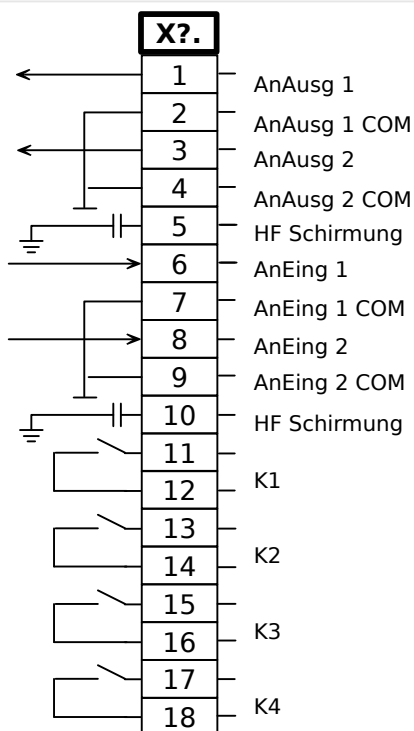 X?.
1 AnAusg 1
2 AnAusg 1 COM
3 AnAusg 2
4 AnAusg 2 COM
5 HF Schirmung
6 AnEing 1
7 AnEing 1 COM
8 AnEing 2
9 AnEing 2 COM
10 HF Schirmung
11
K1
12
13
K2
14
15
K3
16
17
K4
18